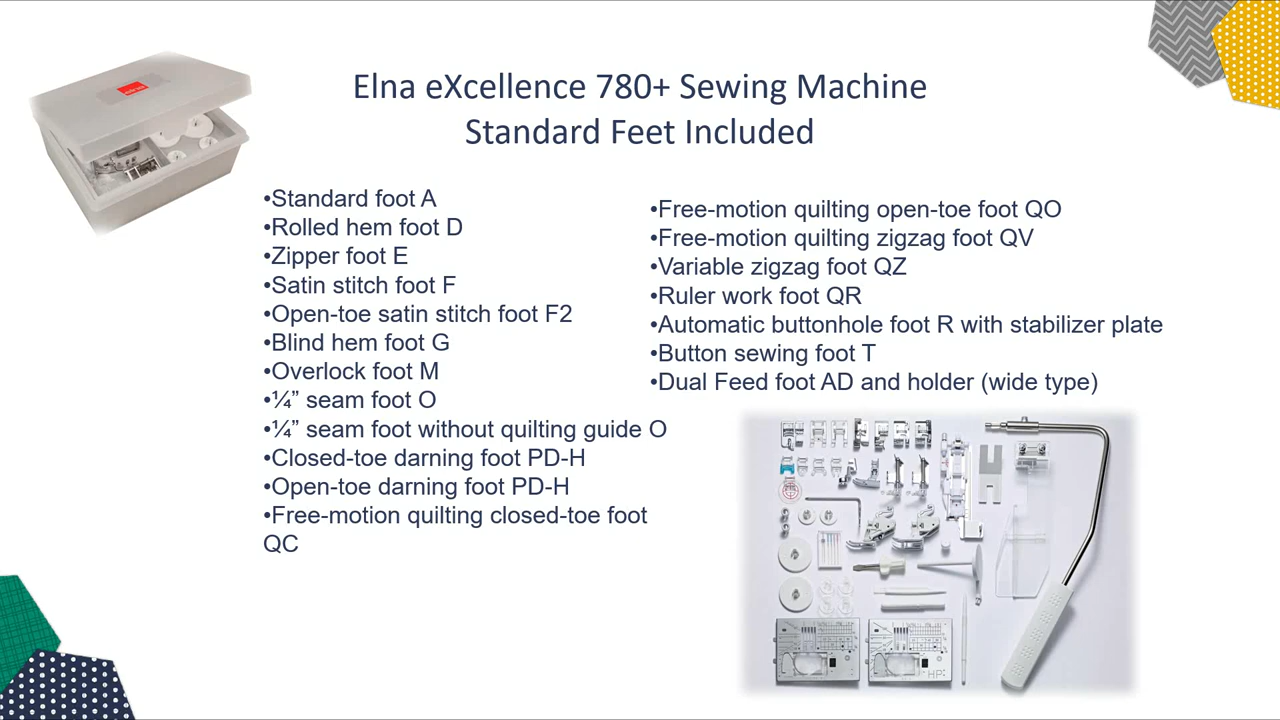 Elna eXcellence 780+ Sewing Machine
Standard Feet Included
•Standard foot A
•Rolled hem foot D
•Zipper foot E
•Satin stitch foot F
•Open-toe satin stitch foot F2
•Blind hem foot G
•Overlock foot M
•¼” seam foot O
•¼” seam foot without quilting guide O
•Closed-toe darning foot PD-H
•Open-toe darning foot PD-H
•Free-motion quilting closed-toe foot
QC
•Free-motion quilting open-toe foot QO
•Free-motion quilting zigzag foot QV
•Variable zigzag foot QZ
•Ruler work foot QR
•Automatic buttonhole foot R with stabilizer plate
•Button sewing foot T
•Dual Feed foot AD and holder (wide type)
HP